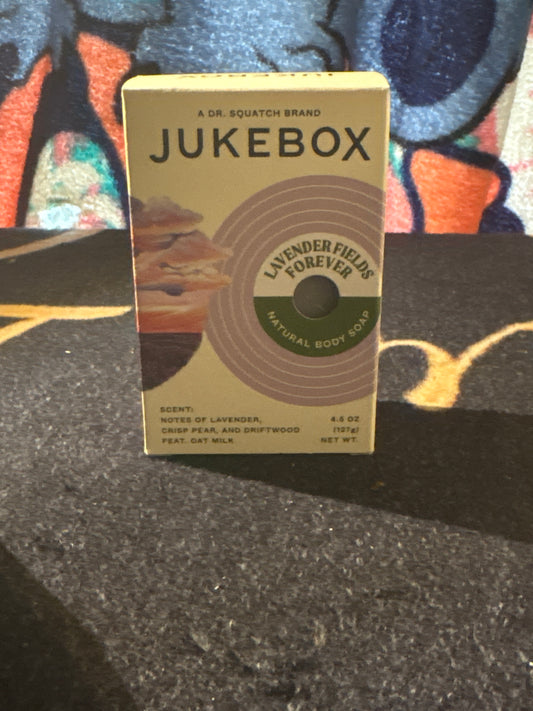 JUKEBOX
A DR. SQUATCH BRAND
JUKEBOX
LAVENDER FIELDS
FOREVER
NATURAL BODY SOAP
SCENT:
NOTES OF LAVENDER,
CRISP PEAR, AND DRIFTWOOD
FEAT. OAT MILK
4.5 OZ
(127g)
NET WT.